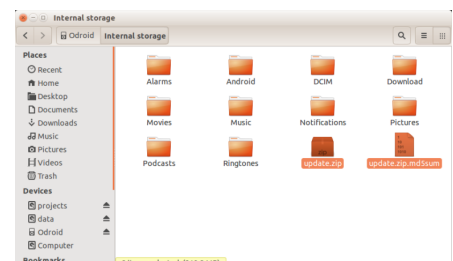 Internal storage
Odroid Internal storage
Places
Recent
Home
Desktop
Documents
Downloads
Music
Pictures
Videos
Trash
Devices
projects
data
Odroid
Computer
Bookmarks
Alarms Android DCIM Download
Movies Music Notifications Pictures
Podcasts Ringtones update.zip update.zip.md5sum